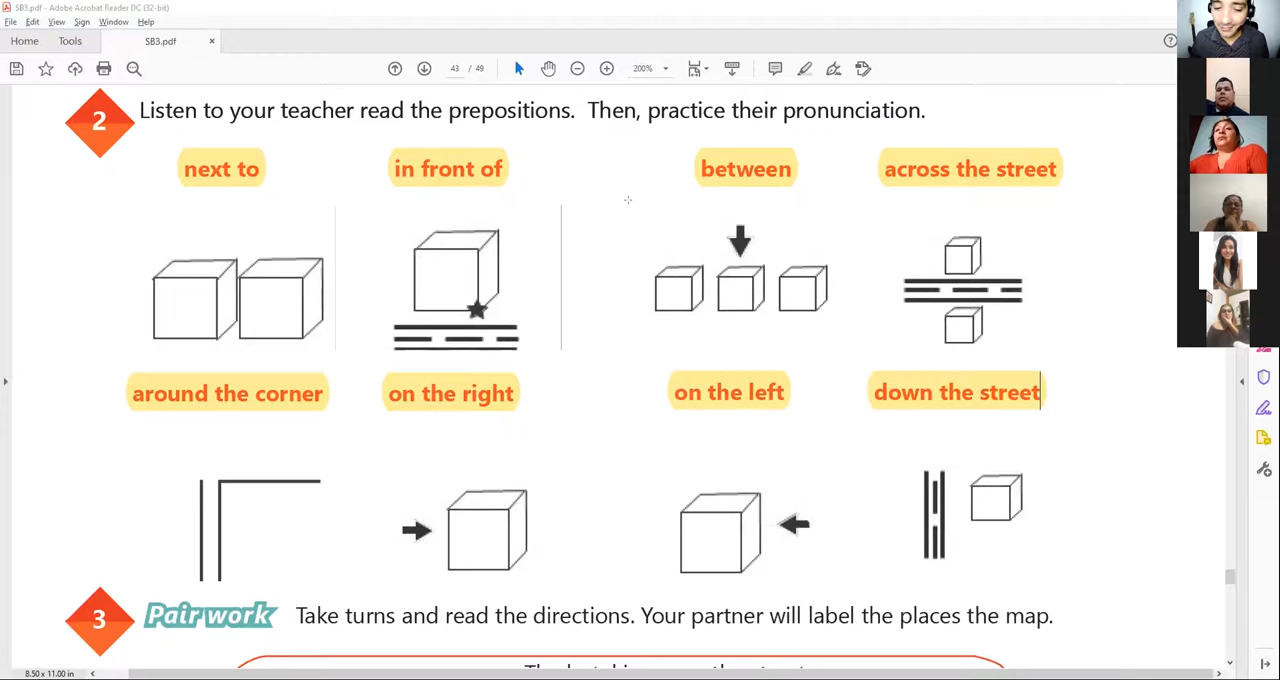 SB3.pdf - Adobe Acrobat Reader DC (32-bit)
File Edit View Sign Window Help
Home Tools SB3.pdf ×
43 / 49 200%
2 Listen to your teacher read the prepositions. Then, practice their pronunciation.
next to in front of between across the street
around the corner on the right on the left down the street
3 Pair work Take turns and read the directions. Your partner will label the places the map.
8.50 x 11.00 in